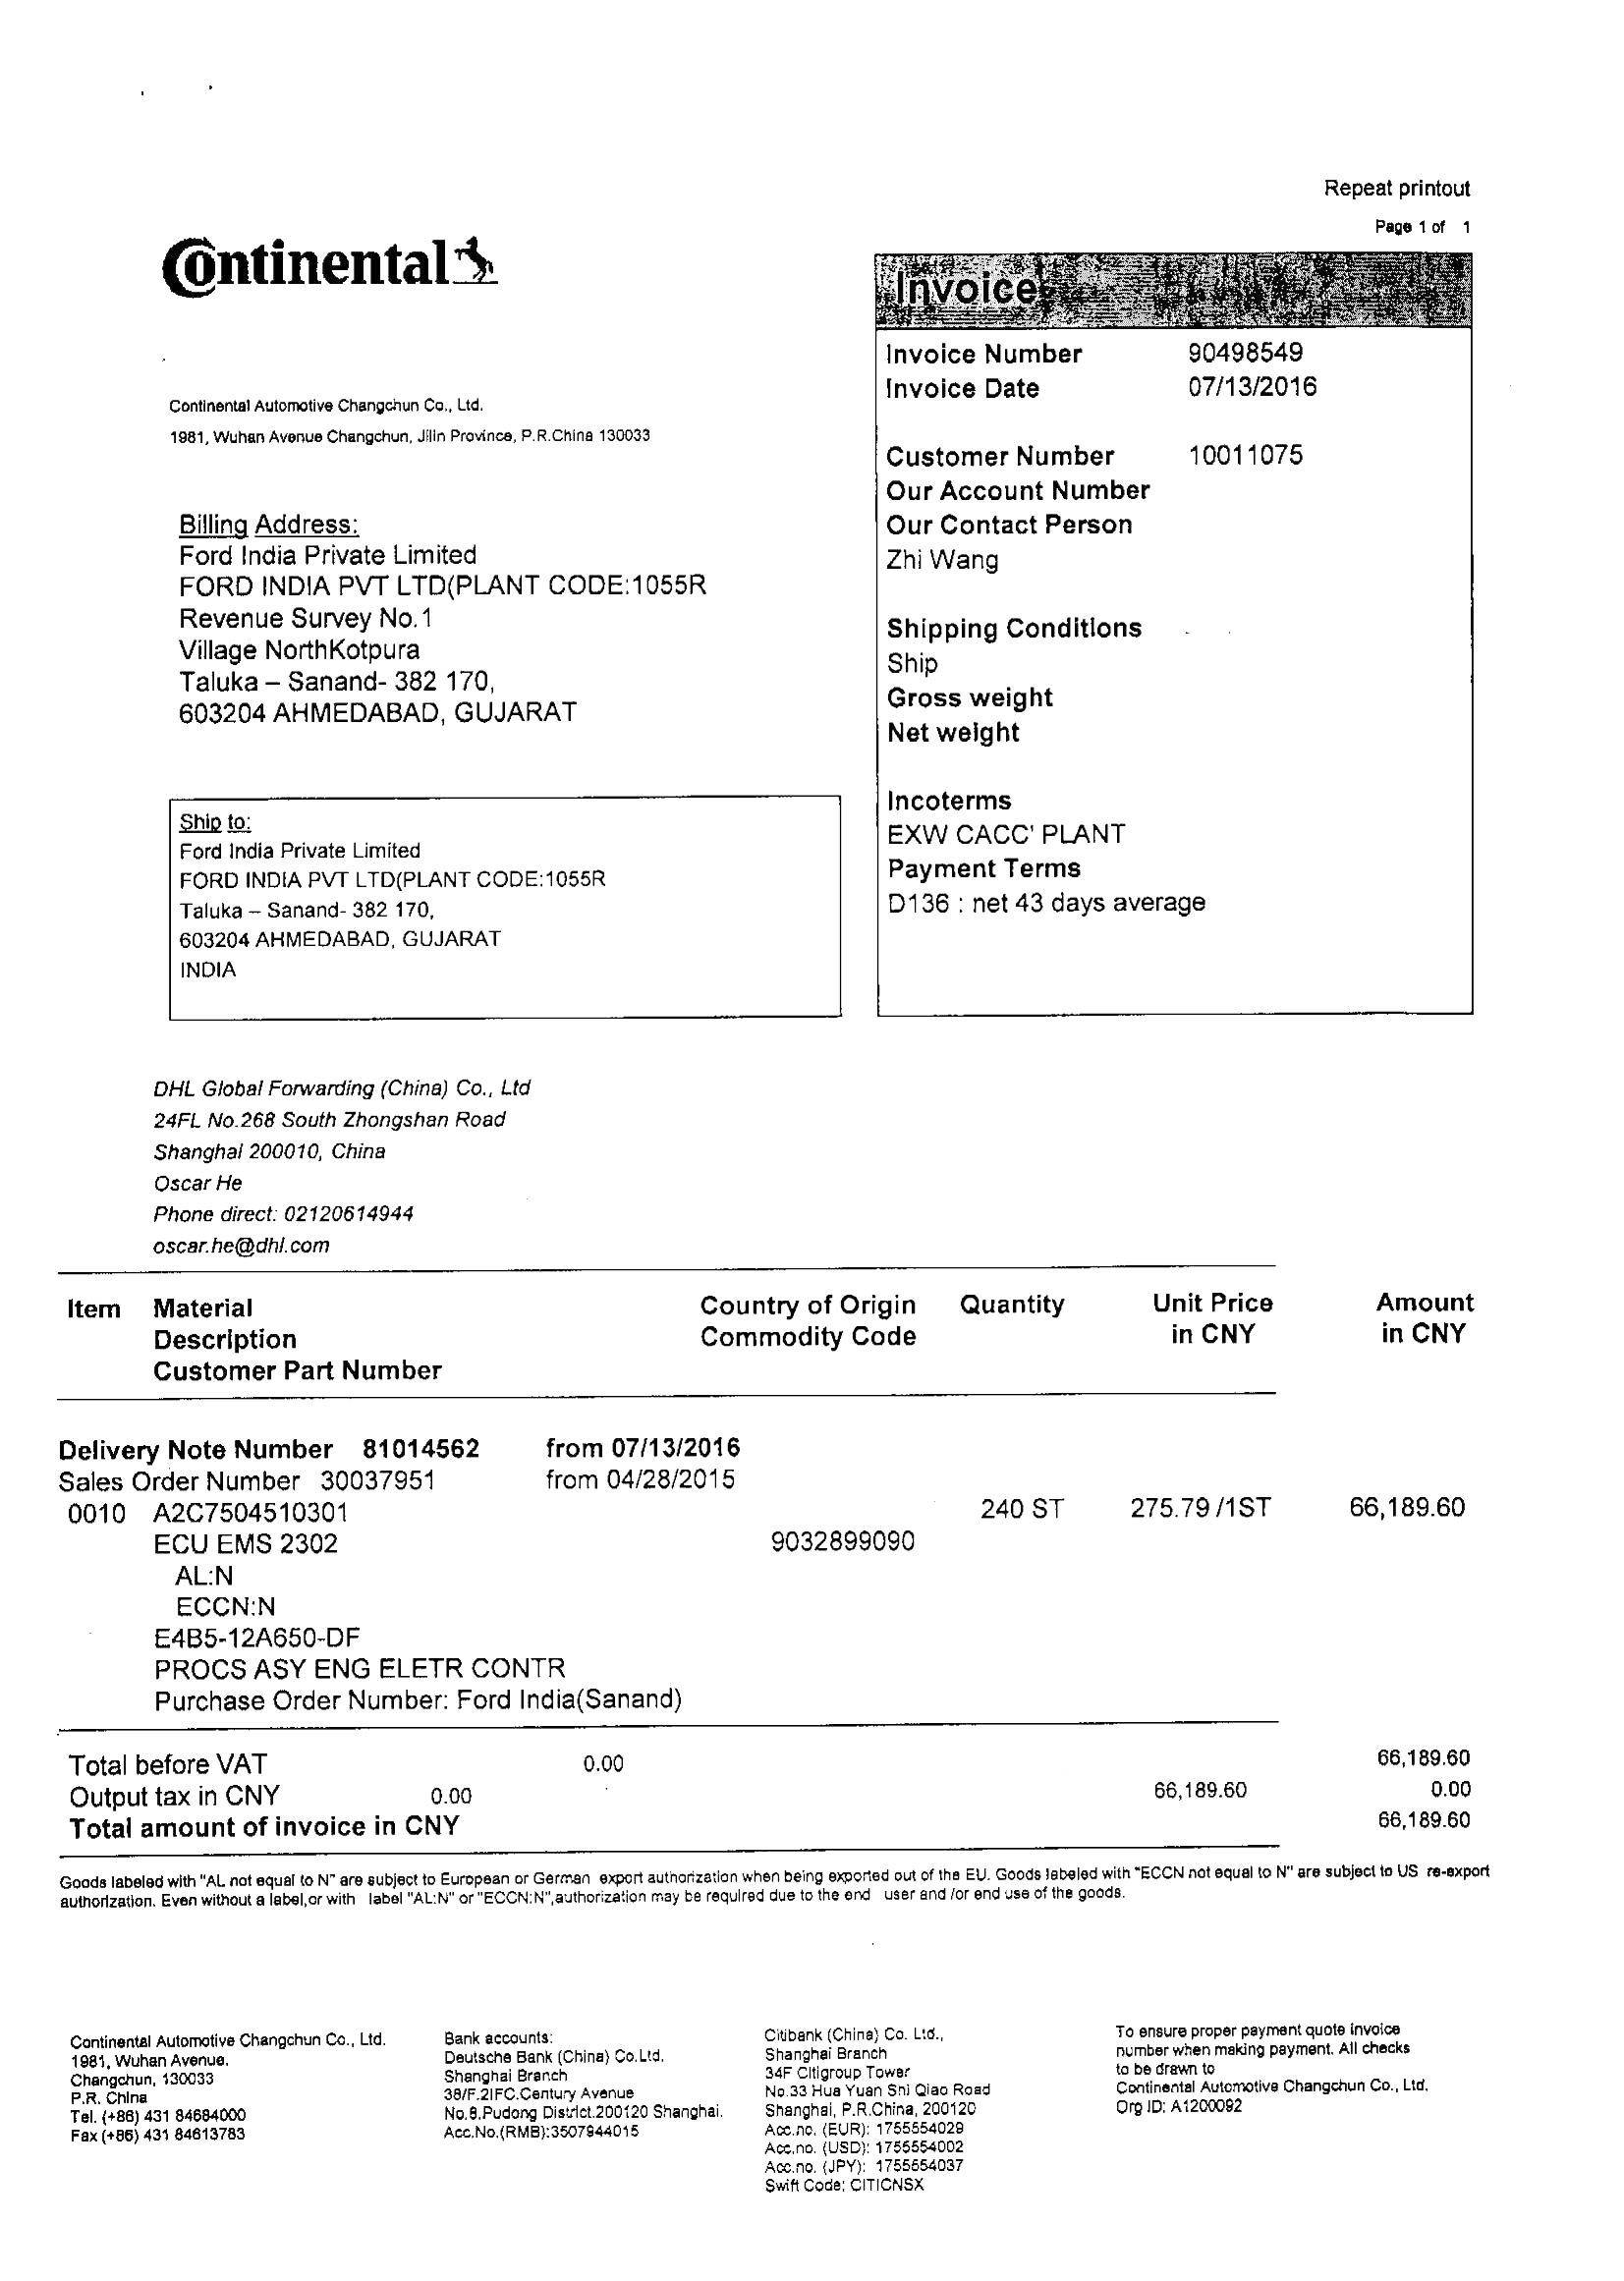 Repeat printout
Page 1 of 1
Continental
Invoice
Invoice Number 90498549
Invoice Date 07/13/2016
Continental Automotive Changchun Co., Ltd.
1981, Wuhan Avenue Changchun, Jilin Province, P.R.China 130033
Customer Number 10011075
Our Account Number
Our Contact Person
Zhi Wang
Billing Address:
Ford India Private Limited
FORD INDIA PVT LTD(PLANT CODE:1055R
Revenue Survey No.1
Village NorthKotpura
Taluka – Sanand- 382 170,
603204 AHMEDABAD, GUJARAT
Shipping Conditions
Ship
Gross weight
Net weight
Incoterms
EXW CACC' PLANT
Payment Terms
D136 : net 43 days average
Ship to:
Ford India Private Limited
FORD INDIA PVT LTD(PLANT CODE:1055R
Taluka – Sanand- 382 170,
603204 AHMEDABAD, GUJARAT
INDIA
DHL Global Forwarding (China) Co., Ltd
24FL No.268 South Zhongshan Road
Shanghai 200010, China
Oscar He
Phone direct: 02120614944
oscar.he@dhl.com
Item Material Country of Origin Quantity Unit Price Amount
Description Commodity Code in CNY in CNY
Customer Part Number
Delivery Note Number 81014562 from 07/13/2016
Sales Order Number 30037951 from 04/28/2015
0010 A2C7504510301 240 ST 275.79 /1ST 66,189.60
ECU EMS 2302 9032899090
AL:N
ECCN:N
E4B5-12A650-DF
PROCS ASY ENG ELETR CONTR
Purchase Order Number: Ford India(Sanand)
Total before VAT 0.00 66,189.60
Output tax in CNY 0.00 66,189.60 0.00
Total amount of invoice in CNY 66,189.60
Goods labeled with "AL not equal to N" are subject to European or German export authorization when being exported out of the EU. Goods labeled with "ECCN not equal to N" are subject to US re-export
authorization. Even without a label,or with label "AL:N" or "ECCN:N",authorization may be required due to the end user and /or end use of the goods.
Continental Automotive Changchun Co., Ltd.
1981, Wuhan Avenue.
Changchun, 130033
P.R. China
Tel. (+86) 431 84684000
Fax (+86) 431 84613783
Bank accounts:
Deutsche Bank (China) Co.Ltd.
Shanghai Branch
38/F.21FC.Century Avenue
No.8.Pudong District.200120 Shanghai.
Acc.No.(RMB):3507944015
Citibank (China) Co. Ltd.,
Shanghai Branch
34F Citigroup Tower
No.33 Hua Yuan Shi Qiao Road
Shanghai, P.R.China, 200120
Acc.no. (EUR): 1755554029
Acc.no. (USD): 1755554002
Acc.no. (JPY): 1755554037
Swift Code: CITICNSX
To ensure proper payment quote invoice
number when making payment. All checks
to be drawn to
Continental Automotive Changchun Co., Ltd.
Org ID: A1200092